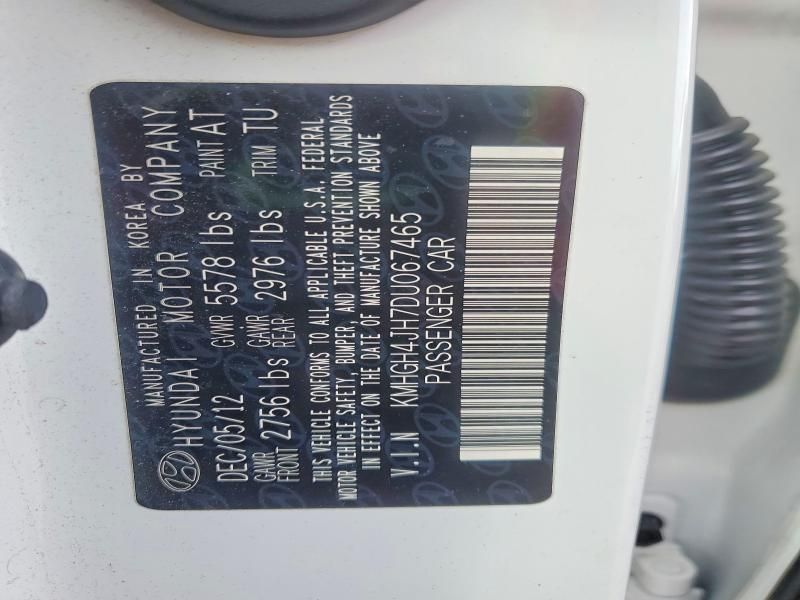 MANUFACTURED IN KOREA BY
HYUNDAI MOTOR COMPANY
DEC/05/12 GVWR 5578 lbs PAINT AT
GAWR FRONT 2756 lbs GAWR REAR 2976 lbs TRIM TU
THIS VEHICLE CONFORMS TO ALL APPLICABLE U.S.A. FEDERAL
MOTOR VEHICLE SAFETY, BUMPER, AND THEFT PREVENTION STANDARDS
IN EFFECT ON THE DATE OF MANUFACTURE SHOWN ABOVE
V.I.N KMHGH4JH7DU067465
PASSENGER CAR